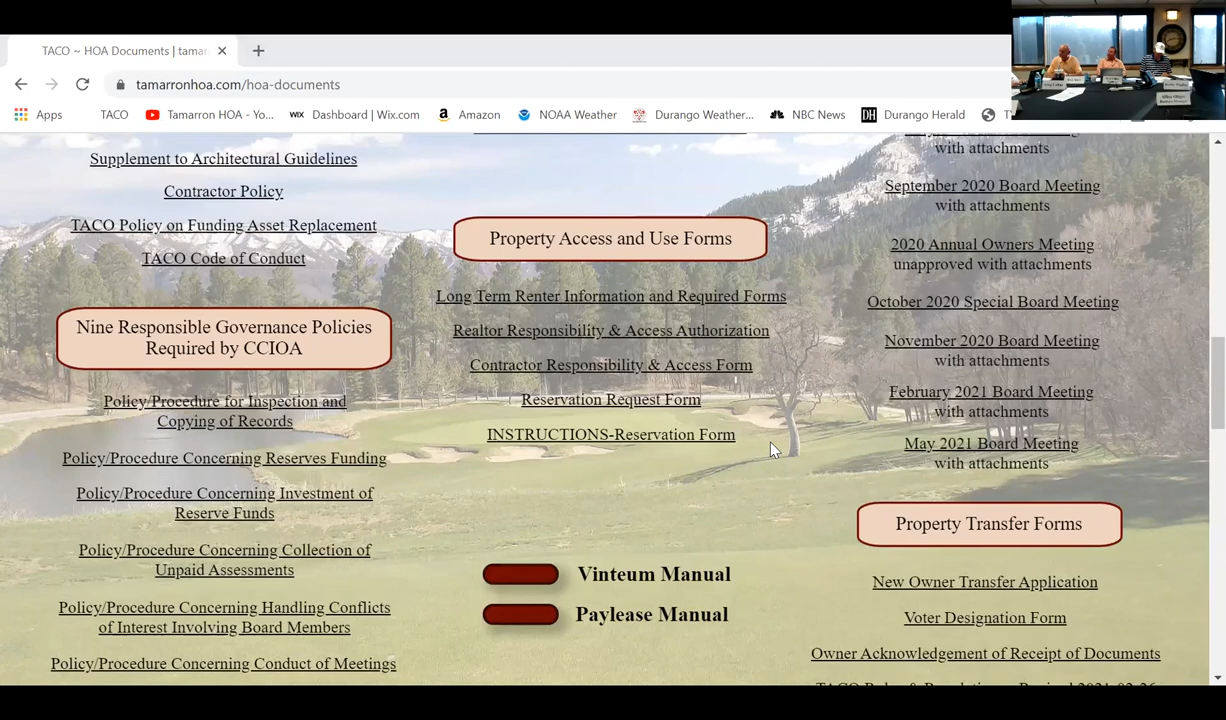 TACO ~ HOA Documents | tamar
tamarronhoa.com/hoa-documents
Apps
TACO
Tamarron HOA - Yo...
WiX Dashboard | Wix.com
Amazon
NOAA Weather
Durango Weather...
NBC News
DH Durango Herald
Supplement to Architectural Guidelines
Contractor Policy
TACO Policy on Funding Asset Replacement
TACO Code of Conduct
Nine Responsible Governance Policies
Required by CCIOA
Policy/Procedure for Inspection and
Copying of Records
Policy/Procedure Concerning Reserves Funding
Policy/Procedure Concerning Investment of
Reserve Funds
Policy/Procedure Concerning Collection of
Unpaid Assessments
Policy/Procedure Concerning Handling Conflicts
of Interest Involving Board Members
Policy/Procedure Concerning Conduct of Meetings
Property Access and Use Forms
Long Term Renter Information and Required Forms
Realtor Responsibility & Access Authorization
Contractor Responsibility & Access Form
Reservation Request Form
INSTRUCTIONS-Reservation Form
Vinteum Manual
Paylease Manual
with attachments
September 2020 Board Meeting
with attachments
2020 Annual Owners Meeting
unapproved with attachments
October 2020 Special Board Meeting
November 2020 Board Meeting
with attachments
February 2021 Board Meeting
with attachments
May 2021 Board Meeting
with attachments
Property Transfer Forms
New Owner Transfer Application
Voter Designation Form
Owner Acknowledgement of Receipt of Documents